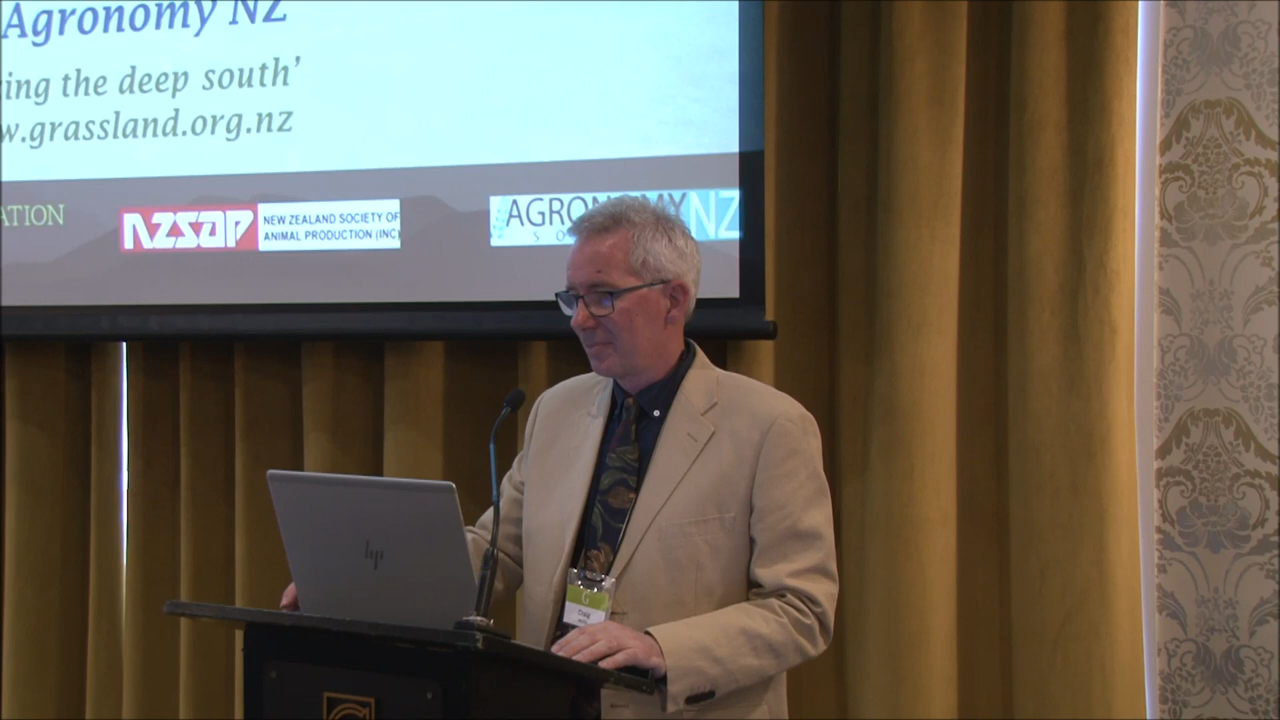 Agronomy NZ
ing the deep south’
w.grassland.org.nz
ATION
NZSAP
NEW ZEALAND SOCIETY OF
ANIMAL PRODUCTION (INC)
AGRONOMY NZ
hp
G
Craig